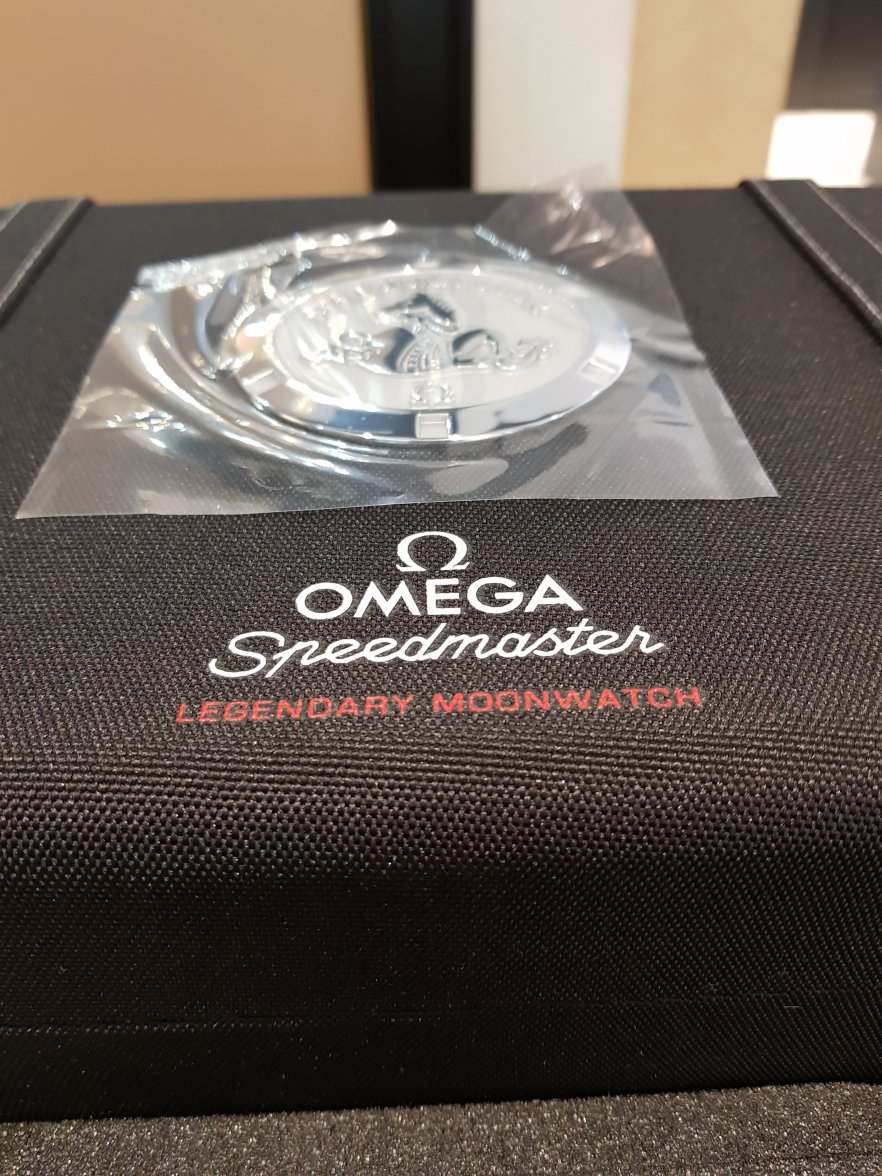 Ω
OMEGA
Speedmaster
LEGENDARY MOONWATCH